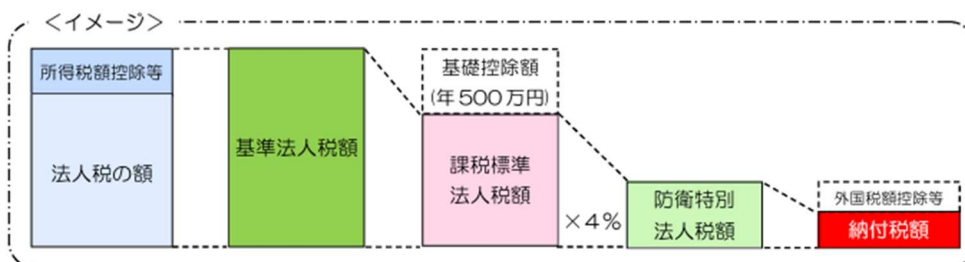 ＜イメージ＞
所得税額控除等
法人税の額
基準法人税額
基礎控除額
(年500万円)
課税標準
法人税額
×4％
防衛特別
法人税額
外国税額控除等
納付税額